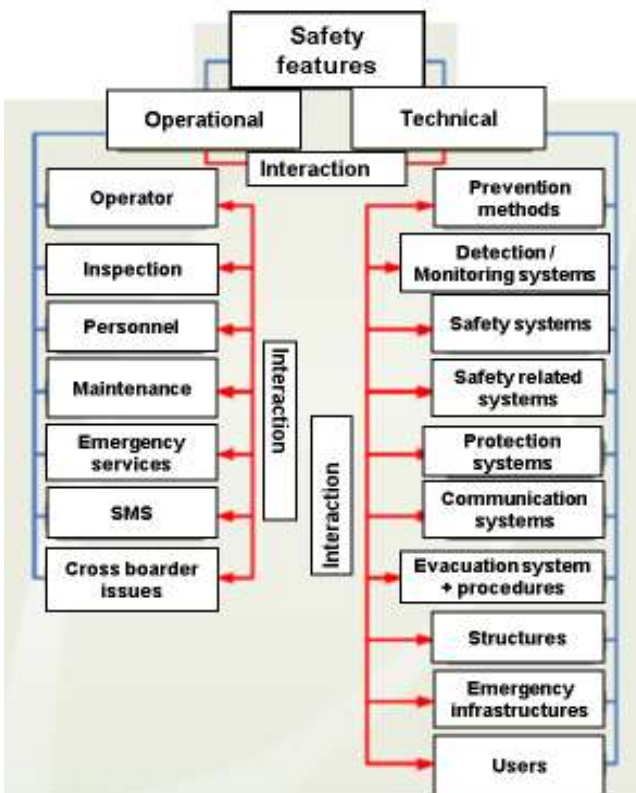 Safety
features
Operational
Technical
Interaction
Operator
Inspection
Personnel
Maintenance
Emergency
services
SMS
Cross boarder
issues
Interaction
Interaction
Prevention
methods
Detection /
Monitoring systems
Safety systems
Safety related
systems
Protection
systems
Communication
systems
Evacuation system
+ procedures
Structures
Emergency
infrastructures
Users